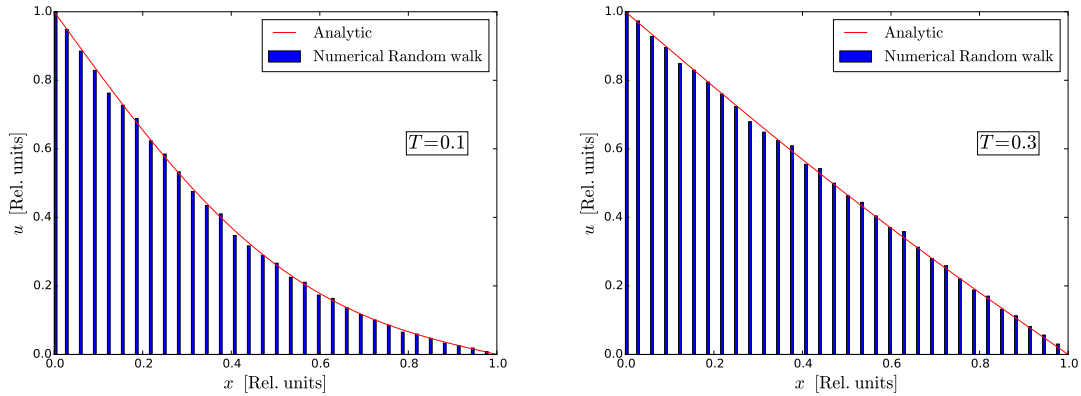 Analytic
Numerical Random walk
T=0.1
u [Rel. units]
1.0
0.8
0.6
0.4
0.2
0.0
0.0 0.2 0.4 0.6 0.8 1.0
x [Rel. units]
Analytic
Numerical Random walk
T=0.3
u [Rel. units]
1.0
0.8
0.6
0.4
0.2
0.0
0.0 0.2 0.4 0.6 0.8 1.0
x [Rel. units]